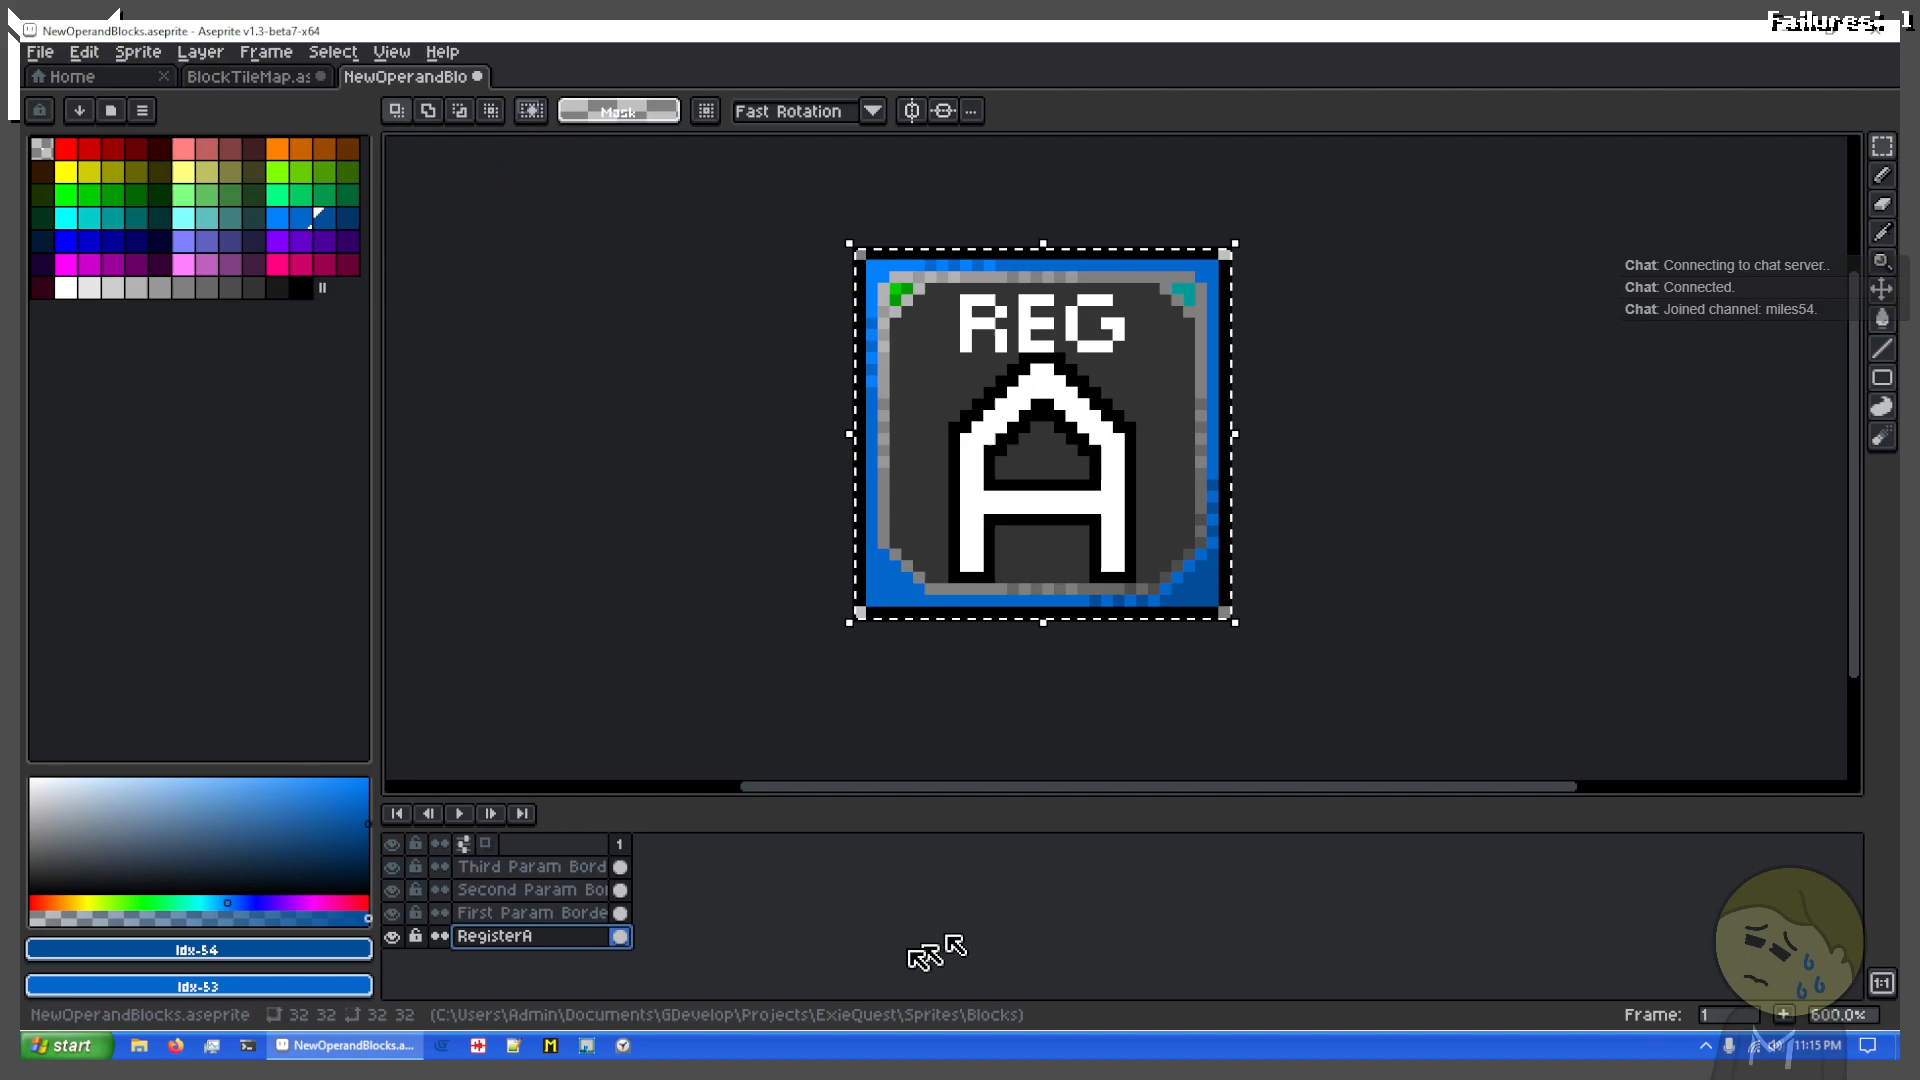 Failures: 1
NewOperandBlocks.aseprite - Aseprite v1.3-beta7-x64
File Edit Sprite Layer Frame Select View Help
Home
BlockTileMap.as
NewOperandBlo
Mask
Fast Rotation
...
Chat: Connecting to chat server..
Chat: Connected.
Chat: Joined channel: miles54.
REG
A
1
Third Param Bord
Second Param Bo
First Param Borde
RegisterA
Idx-54
Idx-53
1:1
NewOperandBlocks.aseprite 32 32 32 32 (C:\Users\Admin\Documents\GDevelop\Projects\ExieQuest\Sprites\Blocks)
Frame: 1 + 600.0%
start
NewOperandBlocks.a...
M
11:15 PM